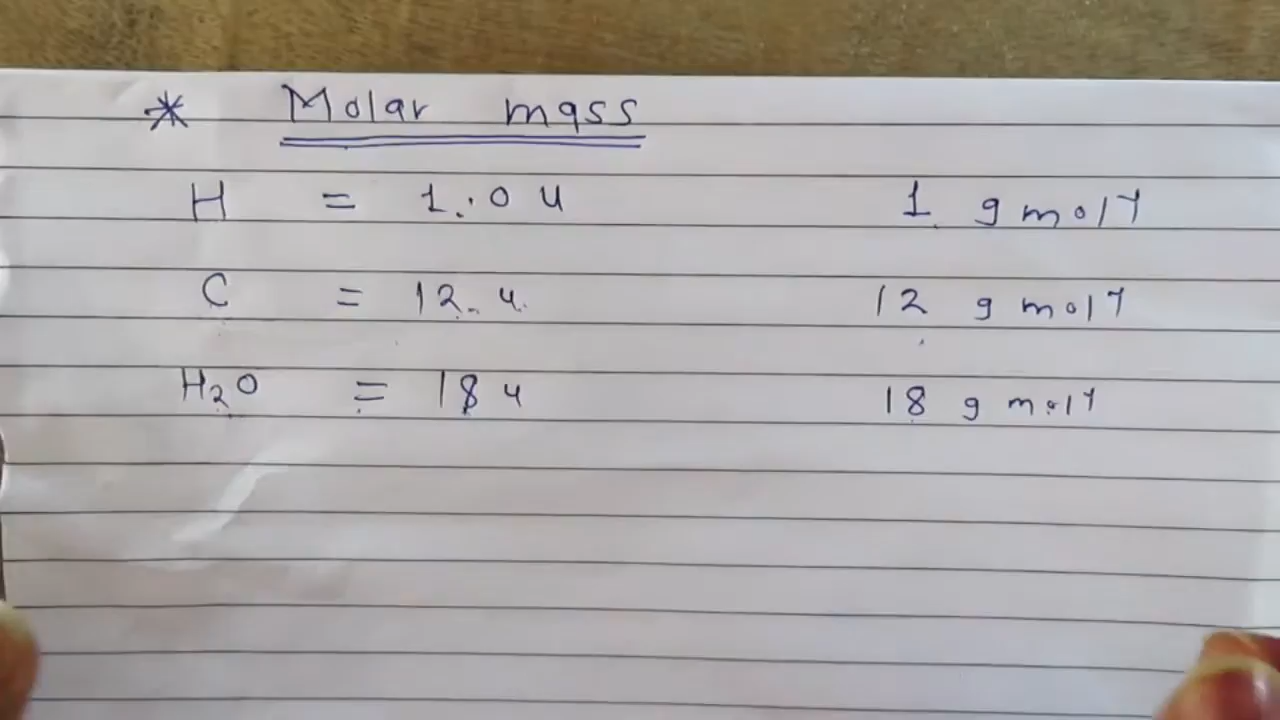 * Molar mass
H = 1.0 u 1 g mol⁻¹
C = 12. u. 12 g mol⁻¹
H₂O = 18 u 18 g mol⁻¹